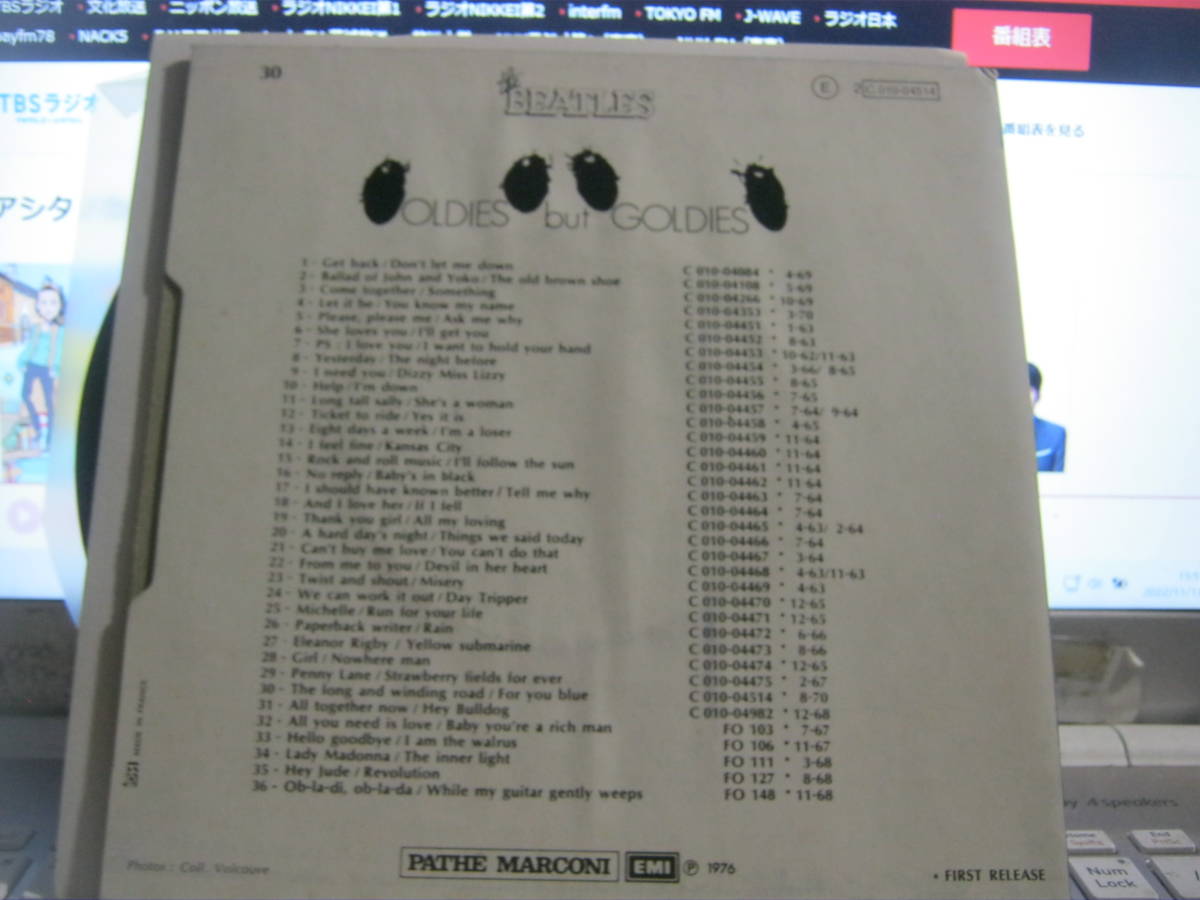 TBSラジオ 文化放送 ニッポン放送 ラジオNIKKEI第1 ラジオNIKKEI第2 interfm TOKYO FM J-WAVE ラジオ日本
bayfm78 NACK5
番組表
TBSラジオ
番組表を見る
アシタ
30
THE BEATLES
E 2C 010-04514
OLDIES but GOLDIES
1 - Get back / Don't let me down C 010-04084 * 4-69
2 - Ballad of John and Yoko / The old brown shoe C 010-04108 * 5-69
3 - Come together / Something C 010-04266 * 10-69
4 - Let it be / You know my name C 010-04353 * 3-70
5 - Please, please me / Ask me why C 010-04451 * 1-63
6 - She loves you / I'll get you C 010-04452 * 8-63
7 - PS : I love you / I want to hold your hand C 010-04453 * 10-62/11-63
8 - Yesterday / The night before C 010-04454 * 3-66/ 8-65
9 - I need you / Dizzy Miss Lizzy C 010-04455 * 8-65
10 - Help / I'm down C 010-04456 * 7-65
11 - Long tall sally / She's a woman C 010-04457 * 7-64/ 9-64
12 - Ticket to ride / Yes it is C 010-04458 * 4-65
13 - Eight days a week / I'm a loser C 010-04459 * 11-64
14 - I feel fine / Kansas City C 010-04460 * 11-64
15 - Rock and roll music / I'll follow the sun C 010-04461 * 11-64
16 - No reply / Baby's in black C 010-04462 * 11-64
17 - I should have known better / Tell me why C 010-04463 * 7-64
18 - And I love her / If I fell C 010-04464 * 7-64
19 - Thank you girl / All my loving C 010-04465 * 4-63/ 2-64
20 - A hard day's night / Things we said today C 010-04466 * 7-64
21 - Can't buy me love / You can't do that C 010-04467 * 3-64
22 - From me to you / Devil in her heart C 010-04468 * 4-63/11-63
23 - Twist and shout / Misery C 010-04469 * 4-63
24 - We can work it out / Day Tripper C 010-04470 * 12-65
25 - Michelle / Run for your life C 010-04471 * 12-65
26 - Paperback writer / Rain C 010-04472 * 6-66
27 - Eleanor Rigby / Yellow submarine C 010-04473 * 8-66
28 - Girl / Nowhere man C 010-04474 * 12-65
29 - Penny Lane / Strawberry fields for ever C 010-04475 * 2-67
30 - The long and winding road / For you blue C 010-04514 * 8-70
31 - All together now / Hey Bulldog C 010-04982 * 12-68
32 - All you need is love / Baby you're a rich man FO 103 * 7-67
33 - Hello goodbye / I am the walrus FO 106 * 11-67
34 - Lady Madonna / The inner light FO 111 * 3-68
35 - Hey Jude / Revolution FO 127 * 8-68
36 - Ob-la-di, ob-la-da / While my guitar gently weeps FO 148 * 11-68
MADE IN FRANCE
Photos : Coll. Volcouve
PATHE MARCONI EMI ℗ 1976
* FIRST RELEASE
by 4 speakers
Home
End
Num Lock